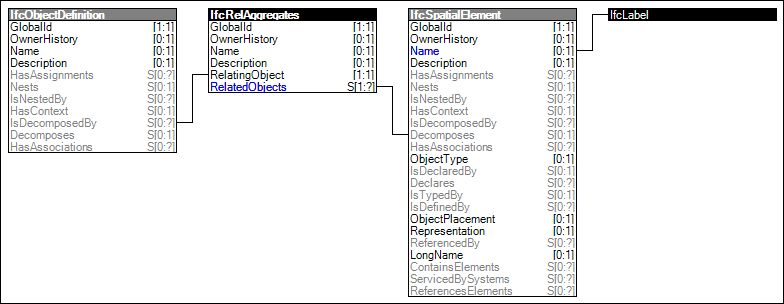 IfcObjectDefinition
GlobalId [1:1]
OwnerHistory [0:1]
Name [0:1]
Description [0:1]
HasAssignments S[0:?]
Nests S[0:1]
IsNestedBy S[0:?]
HasContext S[0:1]
IsDecomposedBy S[0:?]
Decomposes S[0:1]
HasAssociations S[0:?]
IfcRelAggregates
GlobalId [1:1]
OwnerHistory [0:1]
Name [0:1]
Description [0:1]
RelatingObject [1:1]
RelatedObjects S[1:?]
IfcSpatialElement
GlobalId [1:1]
OwnerHistory [0:1]
Name [0:1]
Description [0:1]
HasAssignments S[0:?]
Nests S[0:1]
IsNestedBy S[0:?]
HasContext S[0:1]
IsDecomposedBy S[0:?]
Decomposes S[0:1]
HasAssociations S[0:?]
ObjectType [0:1]
IsDeclaredBy S[0:1]
Declares S[0:?]
IsTypedBy S[0:1]
IsDefinedBy S[0:?]
ObjectPlacement [0:1]
Representation [0:1]
ReferencedBy S[0:?]
LongName [0:1]
ContainsElements S[0:?]
ServicedBySystems S[0:?]
ReferencesElements S[0:?]
IfcLabel